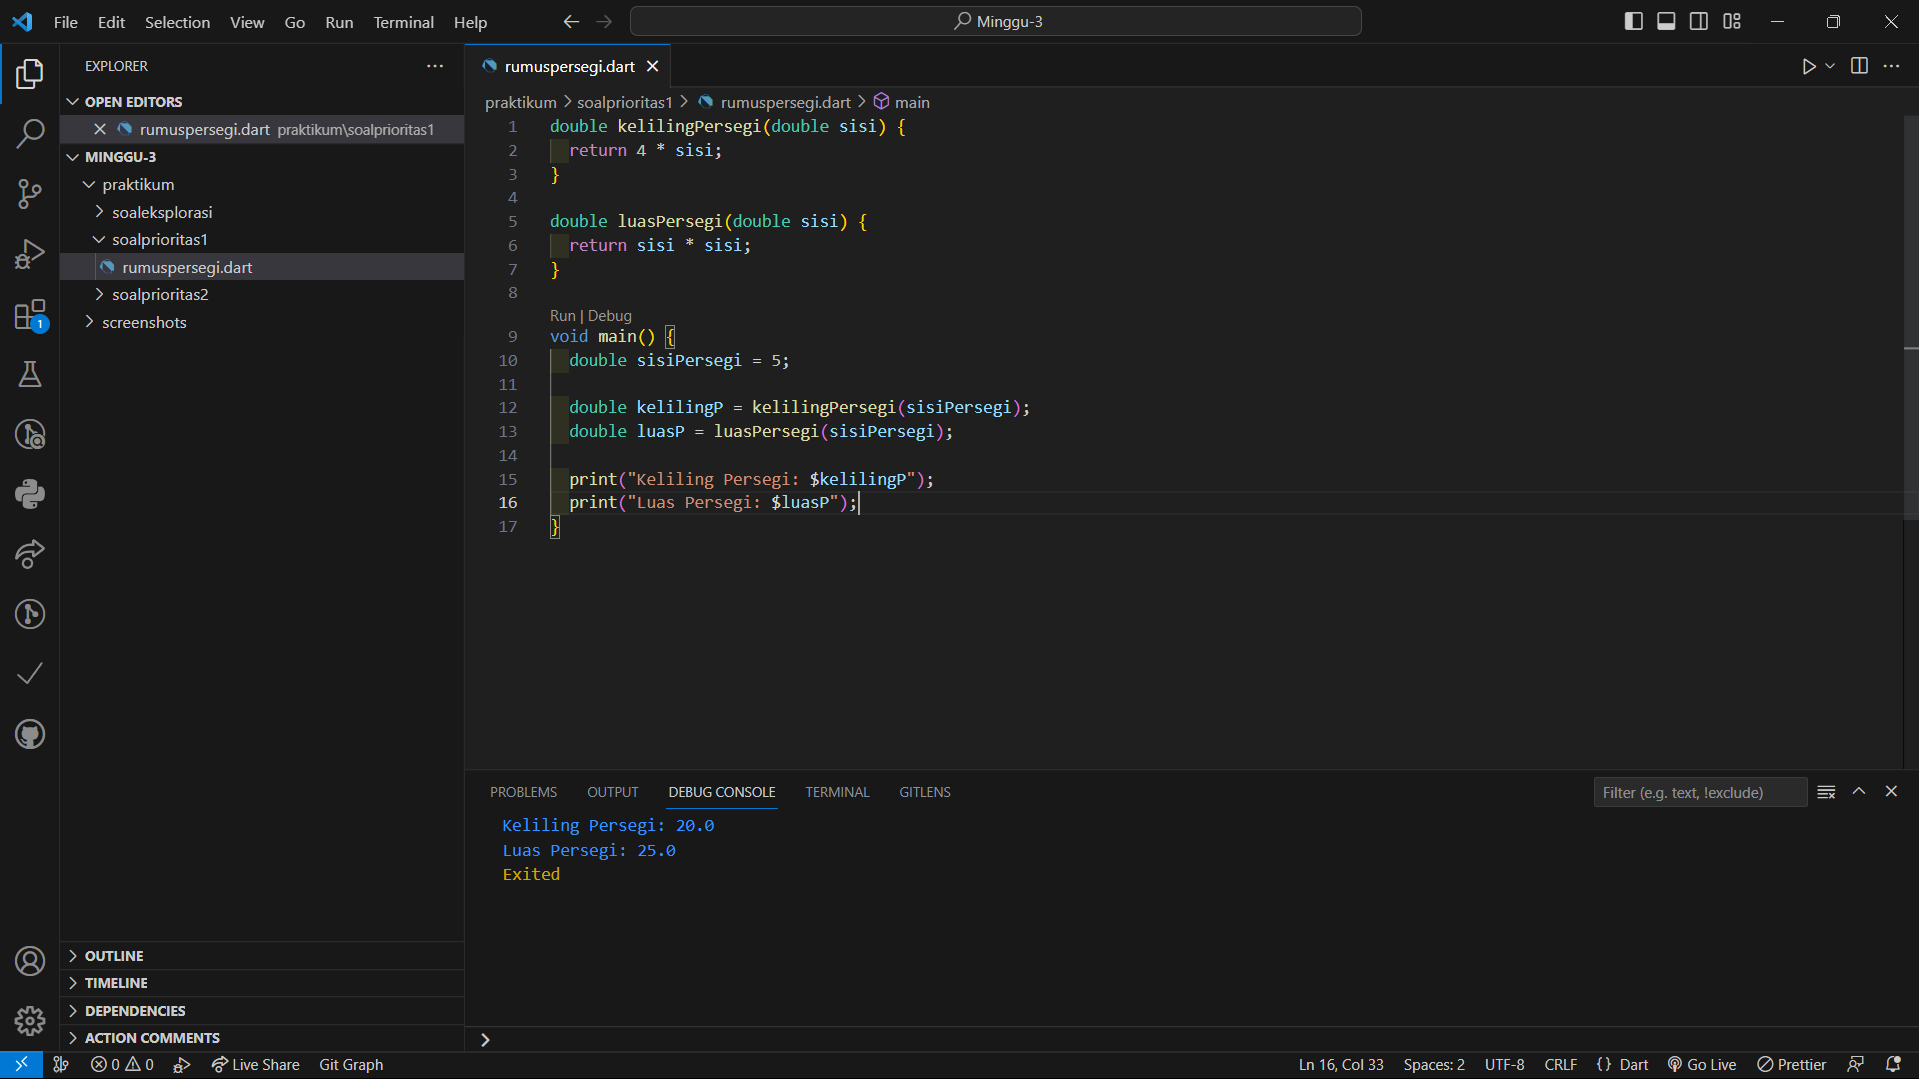 File Edit Selection View Go Run Terminal Help
Minggu-3
EXPLORER
OPEN EDITORS
rumuspersegi.dart praktikum\soalprioritas1
MINGGU-3
praktikum
soaleksplorasi
soalprioritas1
rumuspersegi.dart
soalprioritas2
screenshots
1
OUTLINE
TIMELINE
DEPENDENCIES
ACTION COMMENTS
rumuspersegi.dart
praktikum > soalprioritas1 > rumuspersegi.dart > main
1 double kelilingPersegi(double sisi) {
2   return 4 * sisi;
3 }
4
5 double luasPersegi(double sisi) {
6   return sisi * sisi;
7 }
8
Run | Debug
9 void main() {
10   double sisiPersegi = 5;
11
12   double kelilingP = kelilingPersegi(sisiPersegi);
13   double luasP = luasPersegi(sisiPersegi);
14
15   print("Keliling Persegi: $kelilingP");
16   print("Luas Persegi: $luasP");
17 }
PROBLEMS OUTPUT DEBUG CONSOLE TERMINAL GITLENS
Filter (e.g. text, !exclude)
Keliling Persegi: 20.0
Luas Persegi: 25.0
Exited
0 0 Live Share Git Graph
Ln 16, Col 33 Spaces: 2 UTF-8 CRLF {} Dart Go Live Prettier